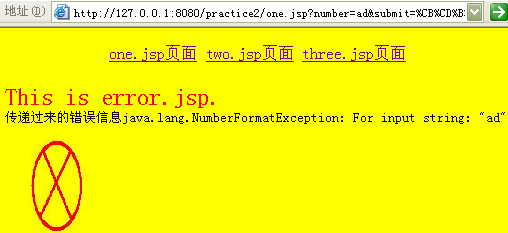 地址(D) http://127.0.0.1:8080/practice2/one.jsp?number=ad&submit=%CB%CD%B
one.jsp页面 two.jsp页面 three.jsp页面
This is error.jsp.
传递过来的错误信息java.lang.NumberFormatException: For input string: "ad"